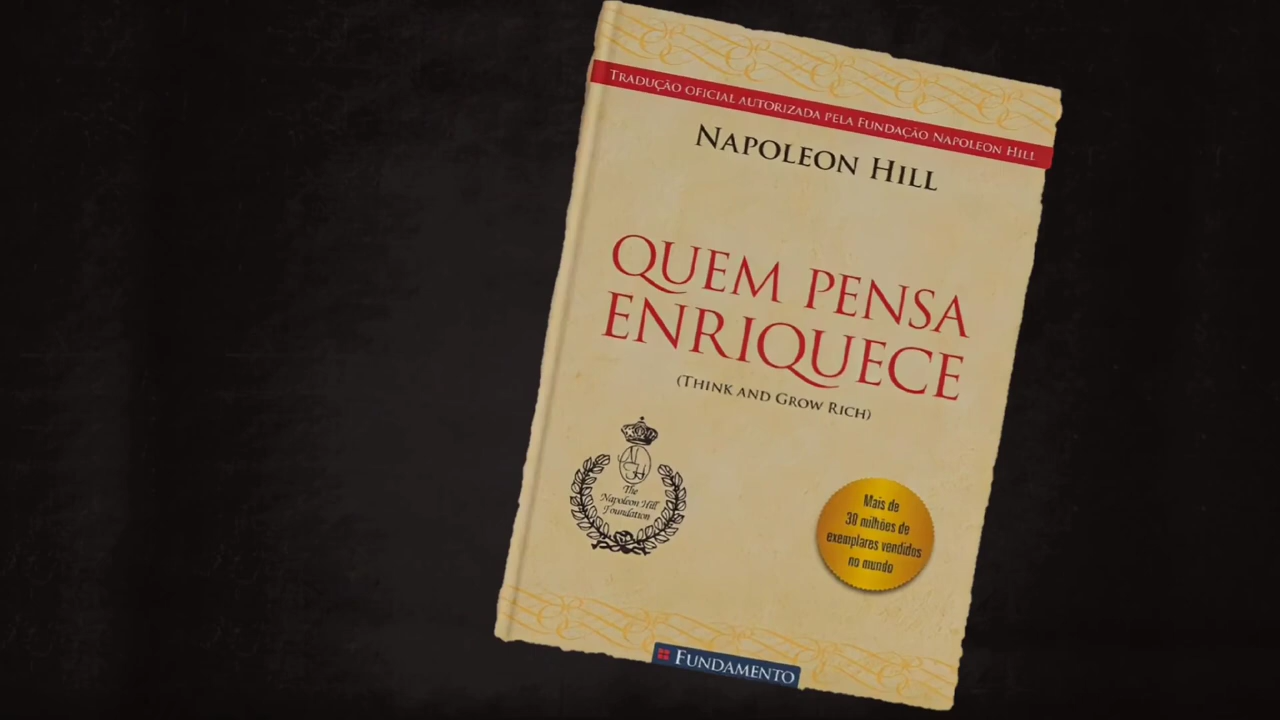 Tradução oficial autorizada pela Fundação Napoleon Hill
Napoleon Hill
QUEM PENSA
ENRIQUECE
(Think and Grow Rich)
NH
The
Napoleon Hill
Foundation
Mais de
30 milhões de
exemplares vendidos
no mundo
Fundamento